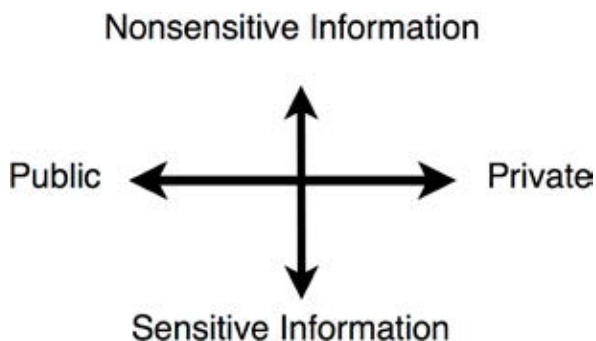 Nonsensitive Information
Public
Private
Sensitive Information